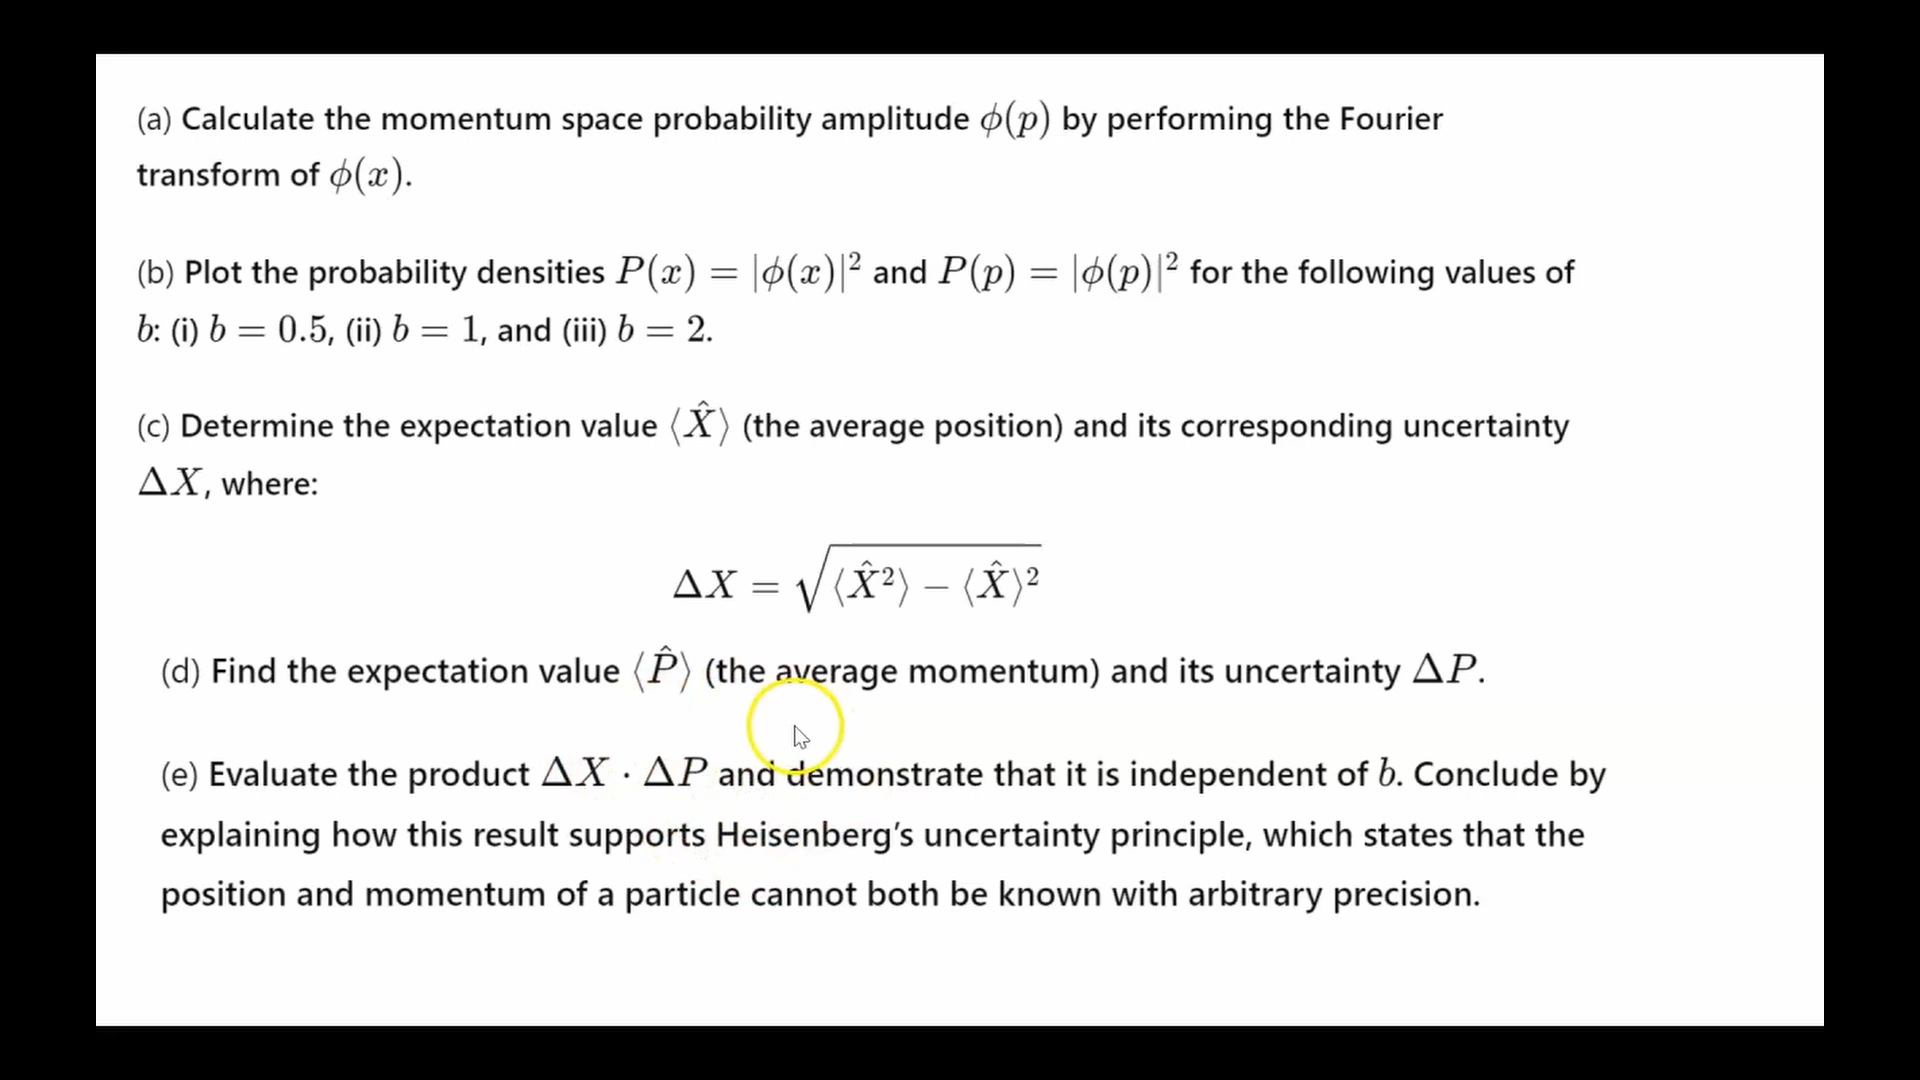 (a) Calculate the momentum space probability amplitude ϕ(p) by performing the Fourier
transform of ϕ(x).
(b) Plot the probability densities P(x) = |ϕ(x)|² and P(p) = |ϕ(p)|² for the following values of
b: (i) b = 0.5, (ii) b = 1, and (iii) b = 2.
(c) Determine the expectation value ⟨X̂⟩ (the average position) and its corresponding uncertainty
ΔX, where:
ΔX = √(⟨X̂²⟩ − ⟨X̂⟩²)
(d) Find the expectation value ⟨P̂⟩ (the average momentum) and its uncertainty ΔP.
(e) Evaluate the product ΔX · ΔP and demonstrate that it is independent of b. Conclude by
explaining how this result supports Heisenberg's uncertainty principle, which states that the
position and momentum of a particle cannot both be known with arbitrary precision.